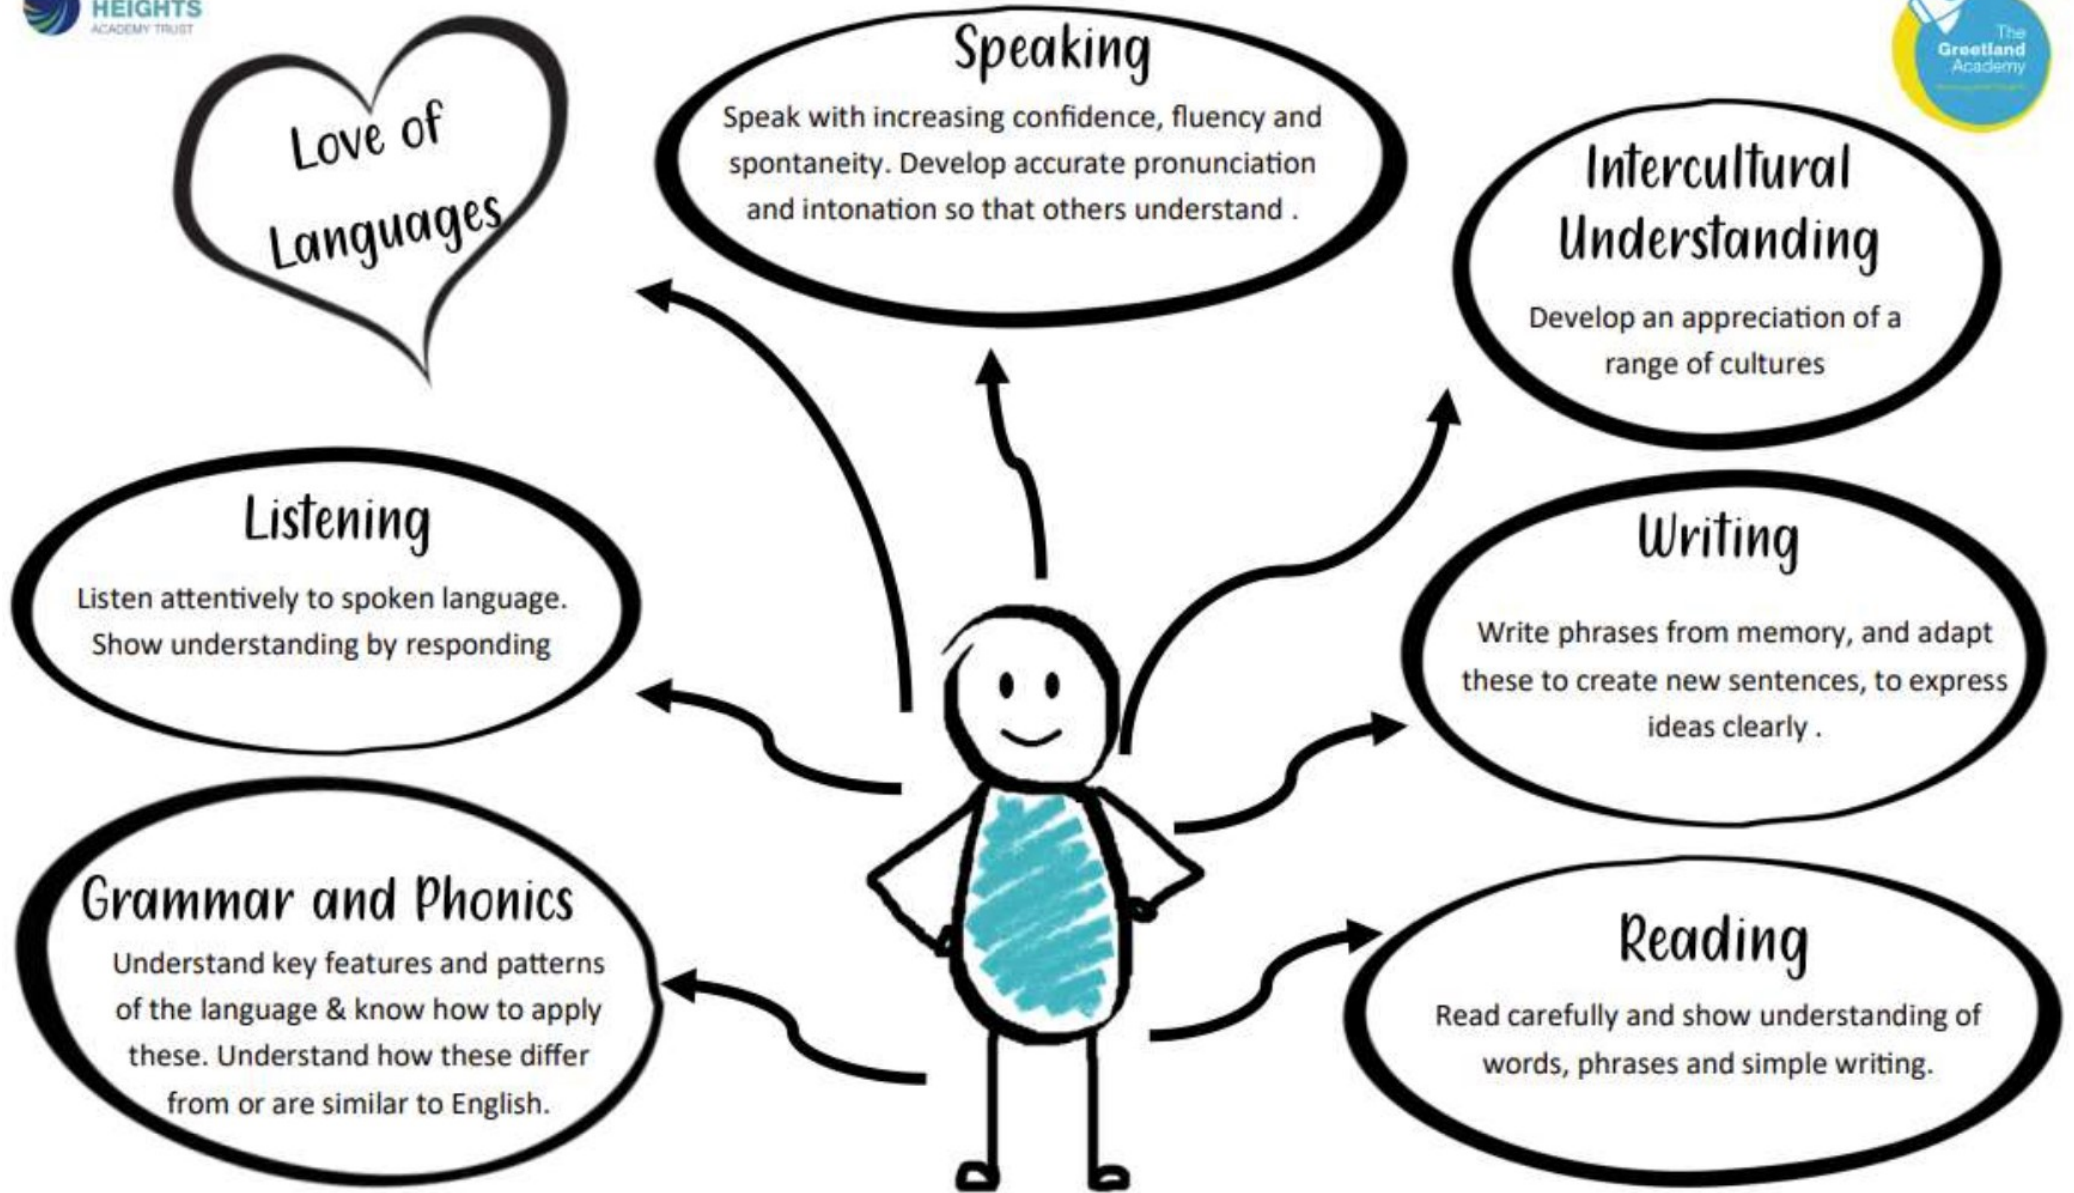 HEIGHTS
ACADEMY TRUST
Love of
Languages
Speaking
Speak with increasing confidence, fluency and
spontaneity. Develop accurate pronunciation
and intonation so that others understand .
The
Greetland
Academy
Intercultural
Understanding
Develop an appreciation of a
range of cultures
Listening
Listen attentively to spoken language.
Show understanding by responding
Writing
Write phrases from memory, and adapt
these to create new sentences, to express
ideas clearly .
Grammar and Phonics
Understand key features and patterns
of the language & know how to apply
these. Understand how these differ
from or are similar to English.
Reading
Read carefully and show understanding of
words, phrases and simple writing.